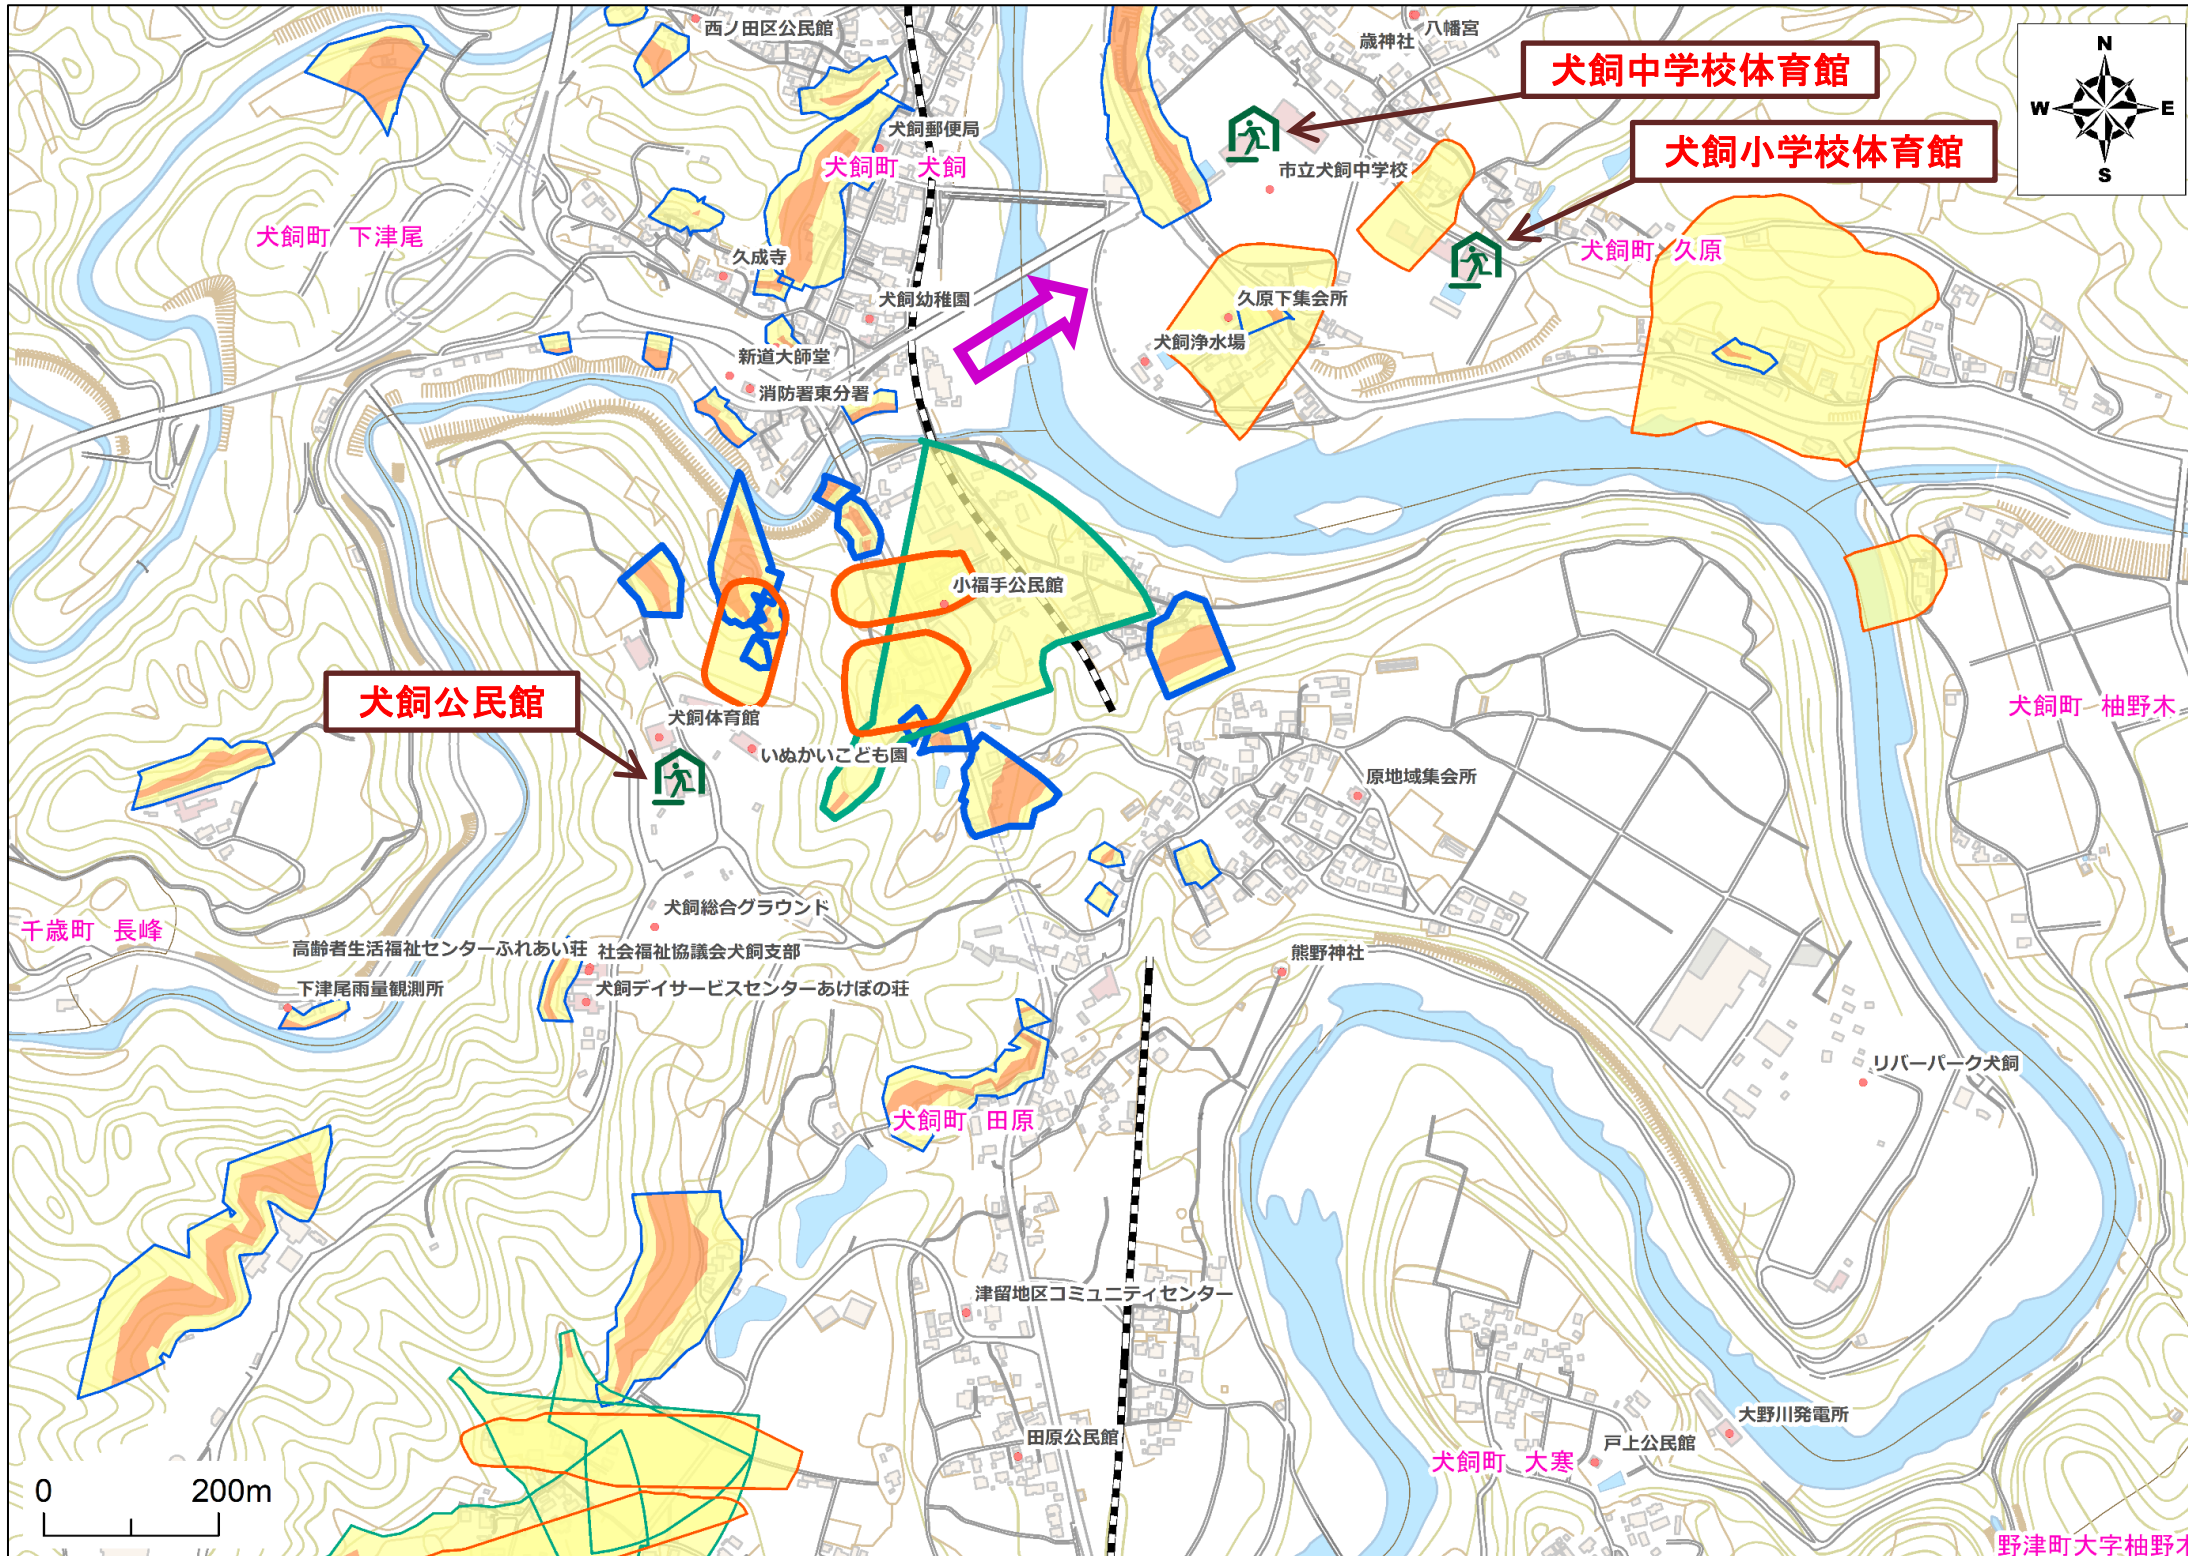 西ノ田区公民館
八幡宮
歳神社
犬飼中学校体育館
N
W
E
S
犬飼郵便局
犬飼町 犬飼
市立犬飼中学校
犬飼小学校体育館
犬飼町 下津尾
久成寺
犬飼町 久原
犬飼幼稚園
久原下集会所
犬飼浄水場
新道大師堂
消防署東分署
小福手公民館
犬飼公民館
犬飼体育館
いぬかいこども園
犬飼町 柚野木
原地域集会所
犬飼総合グラウンド
千歳町 長峰
高齢者生活福祉センターふれあい荘
社会福祉協議会犬飼支部
熊野神社
下津尾雨量観測所
犬飼デイサービスセンターあけぼの荘
リバーパーク犬飼
犬飼町 田原
津留地区コミュニティセンター
大野川発電所
田原公民館
戸上公民館
犬飼町 大寒
0
200m
野津町大字柚野木